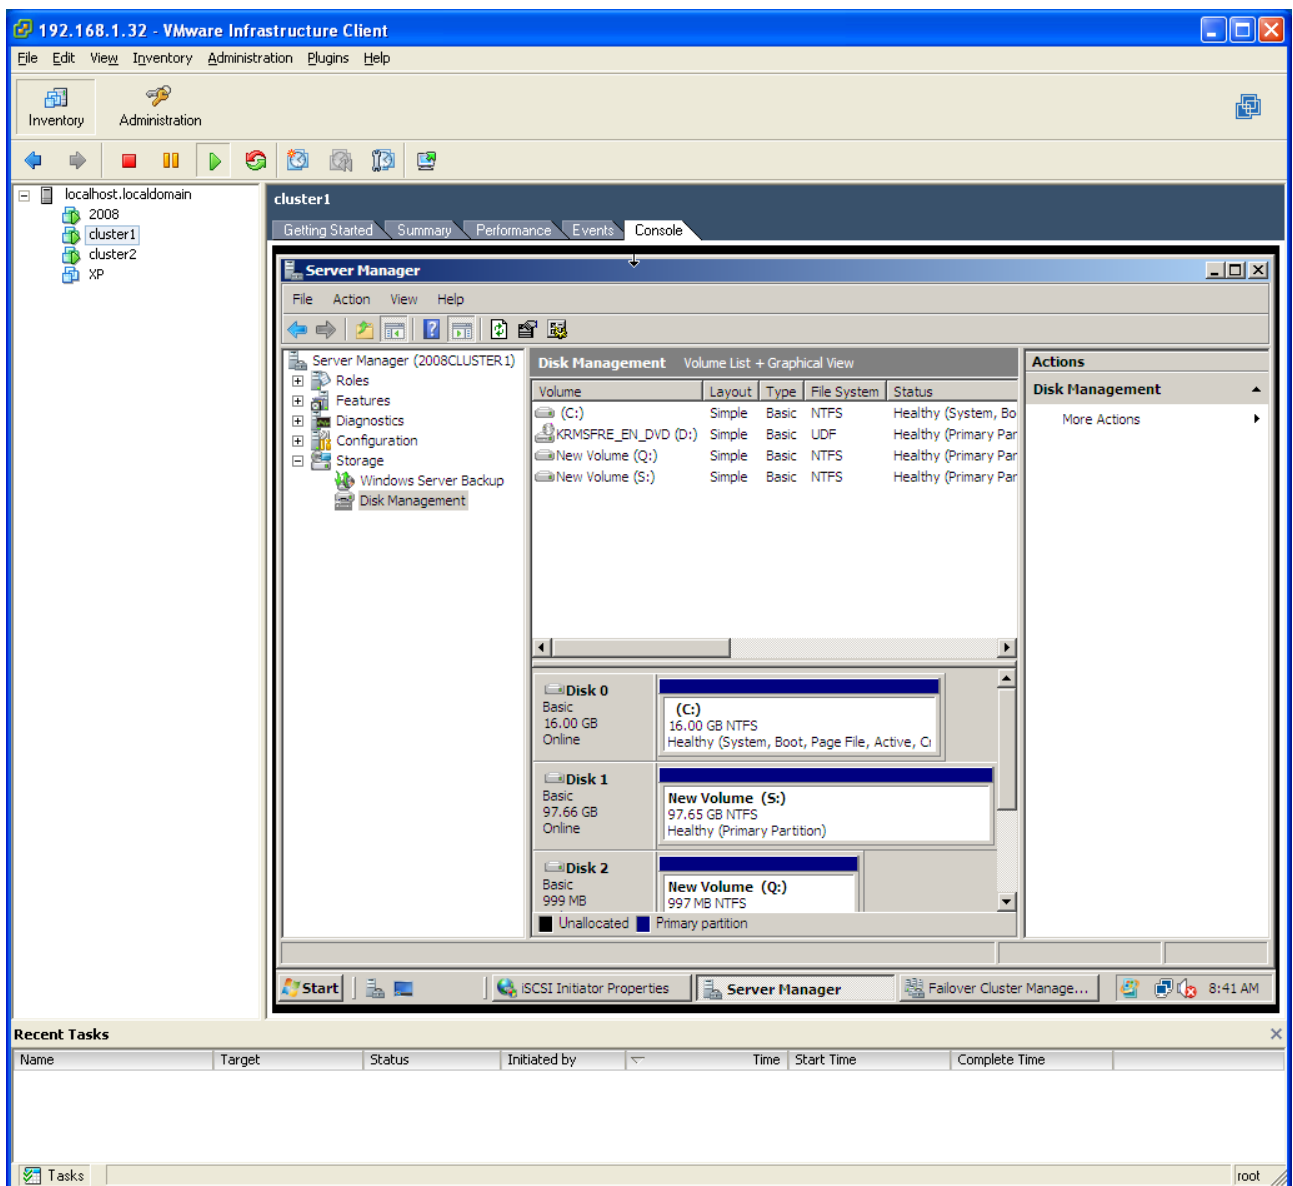 192.168.1.32 - VMware Infrastructure Client
File Edit View Inventory Administration Plugins Help
Inventory Administration
localhost.localdomain
2008
cluster1
cluster2
XP
cluster1
Getting Started Summary Performance Events Console
Server Manager
File Action View Help
Server Manager (2008CLUSTER1)
Roles
Features
Diagnostics
Configuration
Storage
Windows Server Backup
Disk Management
Disk Management Volume List + Graphical View
Volume Layout Type File System Status
(C:) Simple Basic NTFS Healthy (System, Bo
KRMSFRE_EN_DVD (D:) Simple Basic UDF Healthy (Primary Par
New Volume (Q:) Simple Basic NTFS Healthy (Primary Par
New Volume (S:) Simple Basic NTFS Healthy (Primary Par
Disk 0
Basic
16.00 GB
Online
(C:)
16.00 GB NTFS
Healthy (System, Boot, Page File, Active, Cr
Disk 1
Basic
97.66 GB
Online
New Volume (S:)
97.65 GB NTFS
Healthy (Primary Partition)
Disk 2
Basic
999 MB
New Volume (Q:)
997 MB NTFS
Unallocated Primary partition
Actions
Disk Management
More Actions
Start iSCSI Initiator Properties Server Manager Failover Cluster Manage... 8:41 AM
Recent Tasks
Name Target Status Initiated by Time Start Time Complete Time
Tasks root